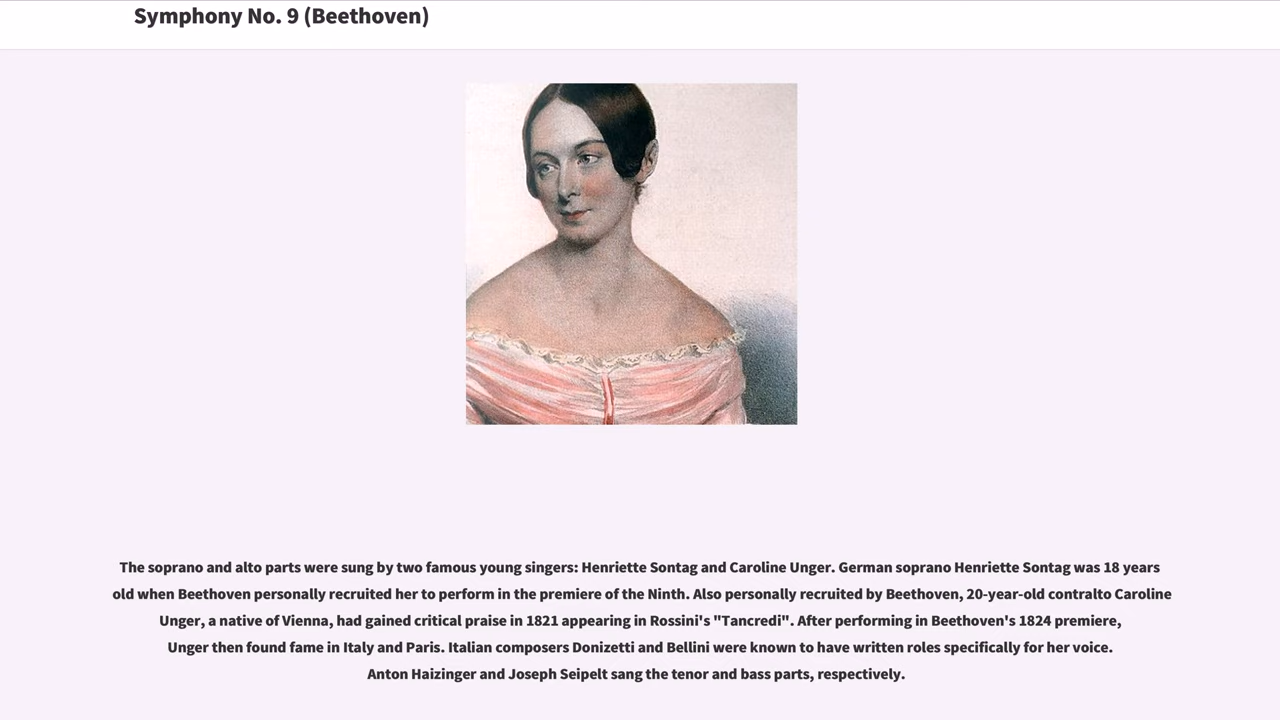 Symphony No. 9 (Beethoven)
The soprano and alto parts were sung by two famous young singers: Henriette Sontag and Caroline Unger. German soprano Henriette Sontag was 18 years
old when Beethoven personally recruited her to perform in the premiere of the Ninth. Also personally recruited by Beethoven, 20-year-old contralto Caroline
Unger, a native of Vienna, had gained critical praise in 1821 appearing in Rossini's "Tancredi". After performing in Beethoven's 1824 premiere,
Unger then found fame in Italy and Paris. Italian composers Donizetti and Bellini were known to have written roles specifically for her voice.
Anton Haizinger and Joseph Seipelt sang the tenor and bass parts, respectively.